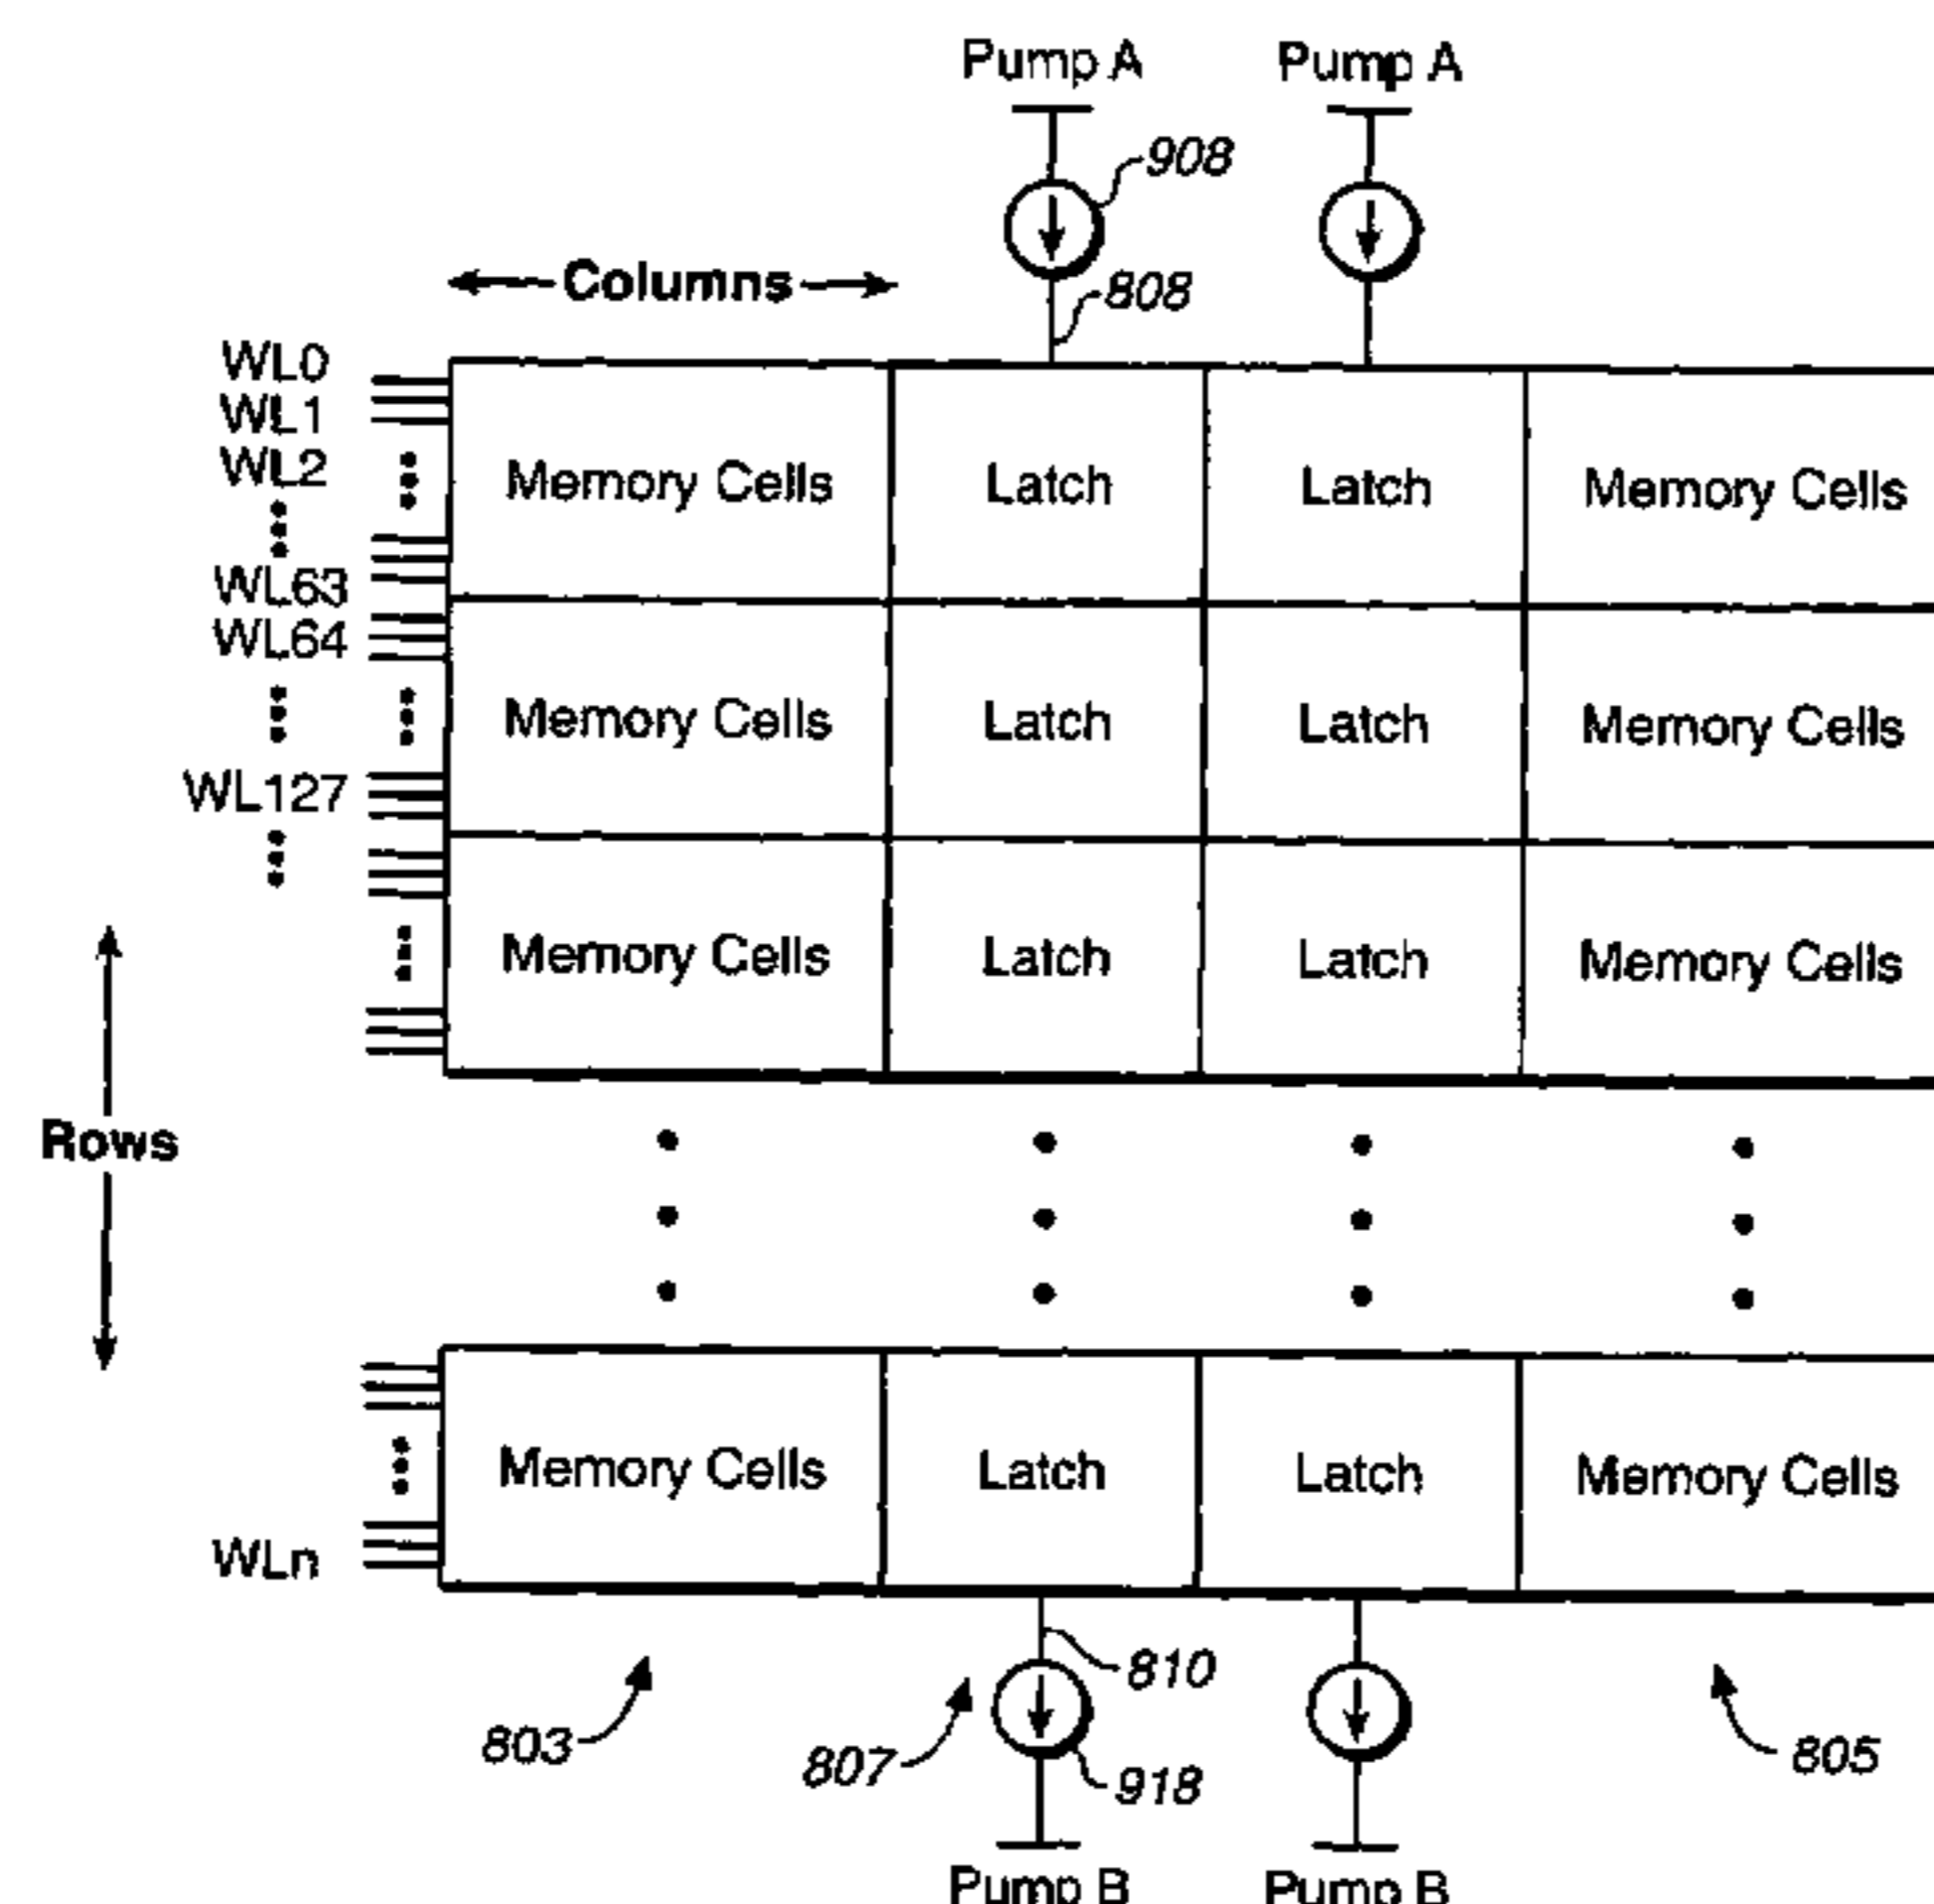 Pump A Pump A
908
Columns
808
WL0
WL1
WL2
Memory Cells Latch Latch Memory Cells
WL63
WL64
Memory Cells Latch Latch Memory Cells
WL127
Memory Cells Latch Latch Memory Cells
Rows
Memory Cells Latch Latch Memory Cells
WLn
810
803 807 918 805
Pump B Pump B